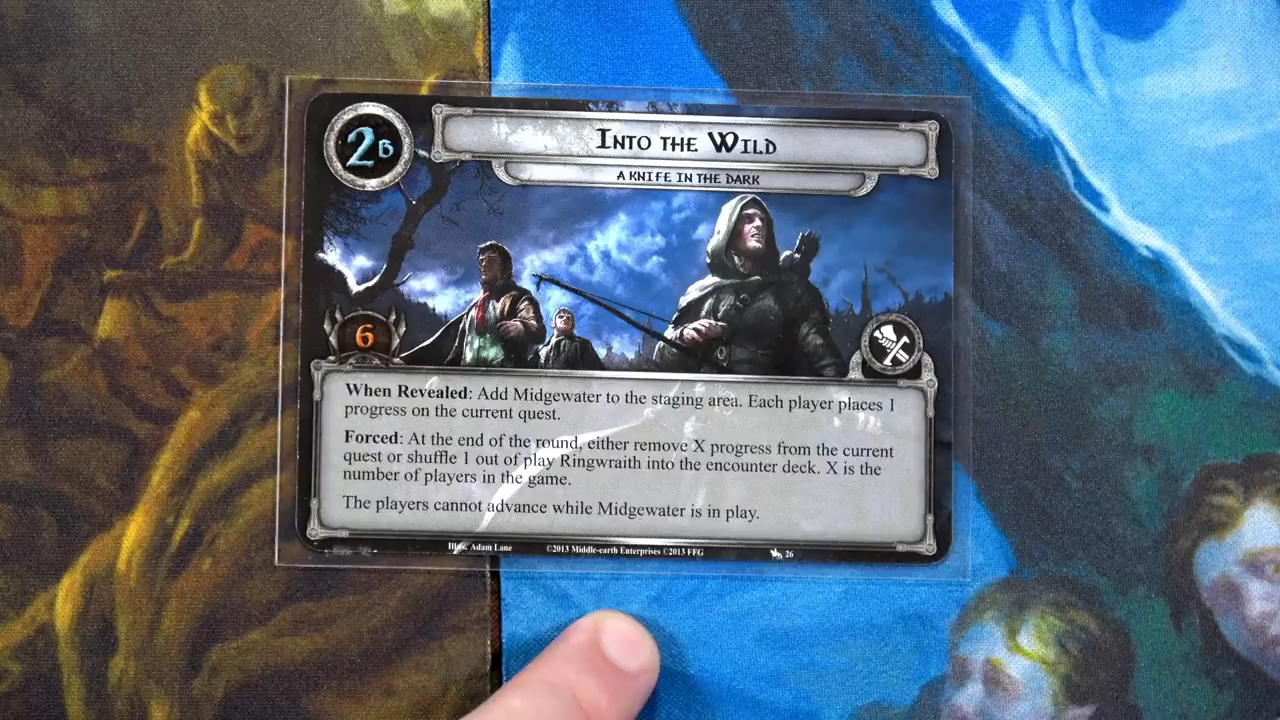 2B
INTO THE WILD
A KNIFE IN THE DARK
6
When Revealed: Add Midgewater to the staging area. Each player places 1
progress on the current quest.
Forced: At the end of the round, either remove X progress from the current
quest or shuffle 1 out of play Ringwraith into the encounter deck. X is the
number of players in the game.
The players cannot advance while Midgewater is in play.
Illus. Adam Lane ©2013 Middle-earth Enterprises ©2013 FFG 26